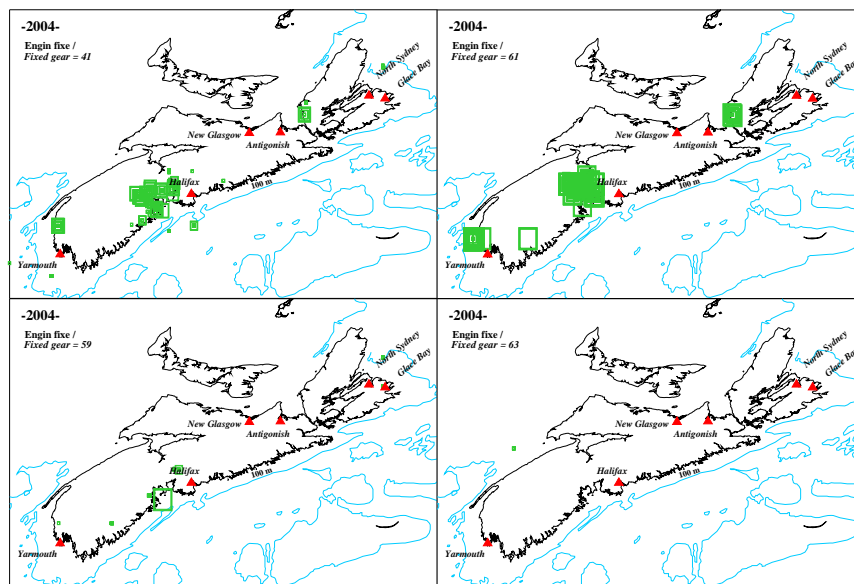 -2004-
Engin fixe /
Fixed gear = 41
North Sydney
Glace Bay
New Glasgow
Antigonish
Halifax
100 m
Yarmouth
-2004-
Engin fixe /
Fixed gear = 61
North Sydney
Glace Bay
New Glasgow
Antigonish
Halifax
100 m
Yarmouth
-2004-
Engin fixe /
Fixed gear = 59
North Sydney
Glace Bay
New Glasgow
Antigonish
Halifax
100 m
Yarmouth
-2004-
Engin fixe /
Fixed gear = 63
North Sydney
Glace Bay
New Glasgow
Antigonish
Halifax
100 m
Yarmouth